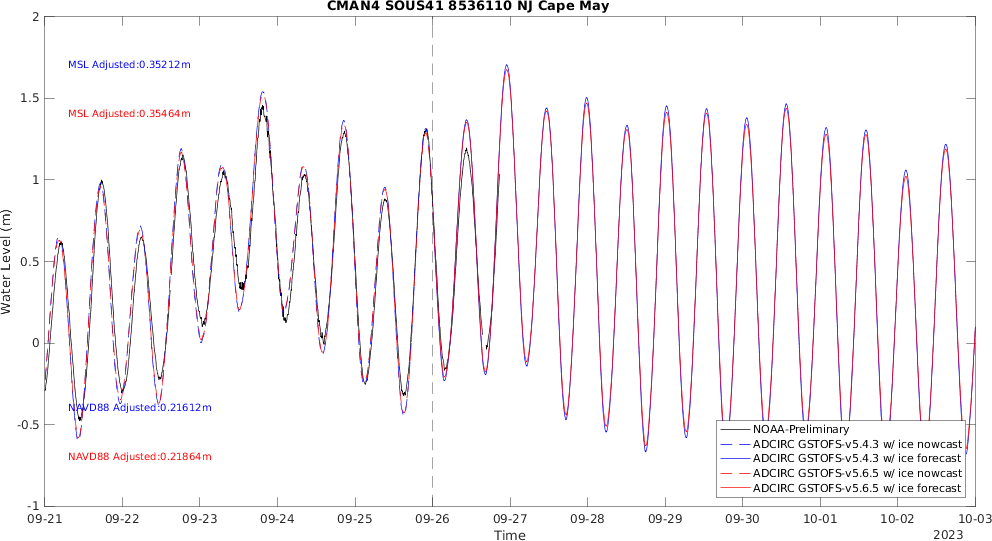 CMAN4 SOUS41 8536110 NJ Cape May
2
1.5
1
0.5
0
-0.5
-1
Water Level (m)
MSL Adjusted:0.35212m
MSL Adjusted:0.35464m
NAVD88 Adjusted:0.21612m
NAVD88 Adjusted:0.21864m
NOAA-Preliminary
ADCIRC GSTOFS-v5.4.3 w/ ice nowcast
ADCIRC GSTOFS-v5.4.3 w/ ice forecast
ADCIRC GSTOFS-v5.6.5 w/ ice nowcast
ADCIRC GSTOFS-v5.6.5 w/ ice forecast
09-21 09-22 09-23 09-24 09-25 09-26 09-27 09-28 09-29 09-30 10-01 10-02 10-03
Time
2023